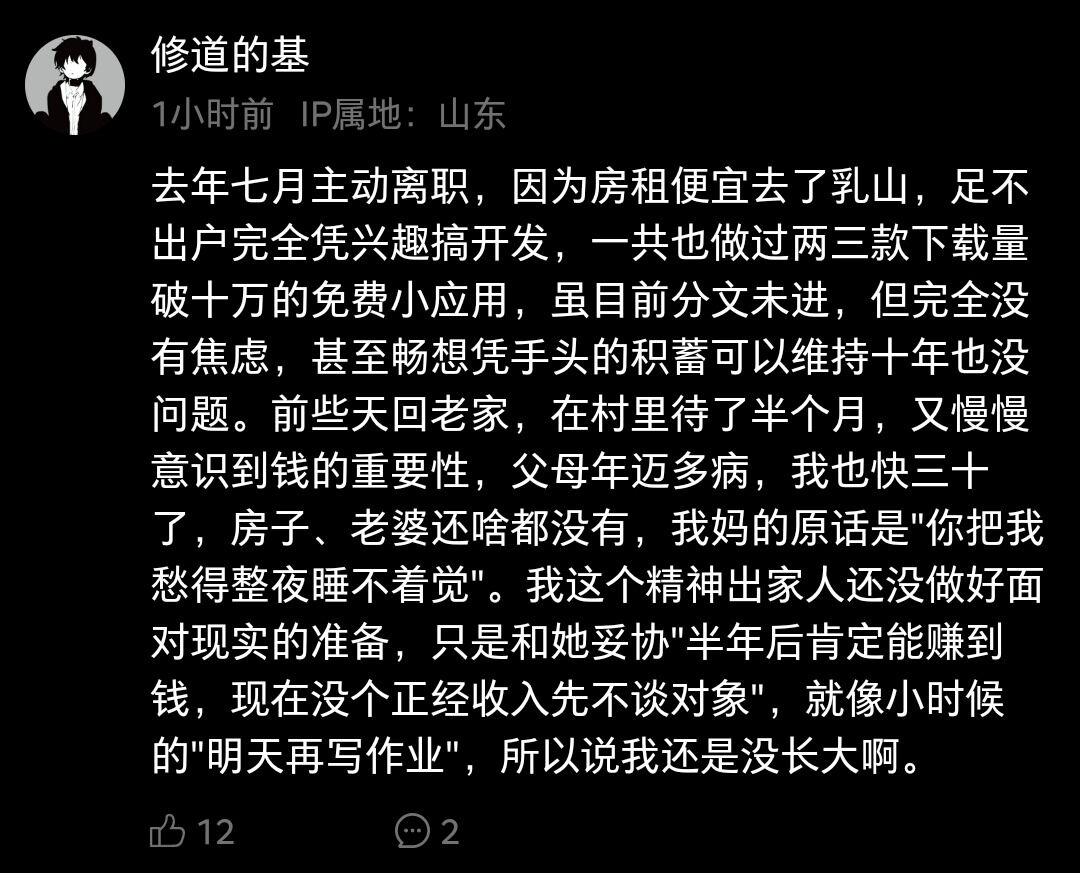 修道的基
1小时前 IP属地：山东
去年七月主动离职，因为房租便宜去了乳山，足不
出户完全凭兴趣搞开发，一共也做过两三款下载量
破十万的免费小应用，虽目前分文未进，但完全没
有焦虑，甚至畅想凭手头的积蓄可以维持十年也没
问题。前些天回老家，在村里待了半个月，又慢慢
意识到钱的重要性，父母年迈多病，我也快三十
了，房子、老婆还啥都没有，我妈的原话是"你把我
愁得整夜睡不着觉"。我这个精神出家人还没做好面
对现实的准备，只是和她妥协"半年后肯定能赚到
钱，现在没个正经收入先不谈对象"，就像小时候
的"明天再写作业"，所以说我还是没长大啊。
12 2